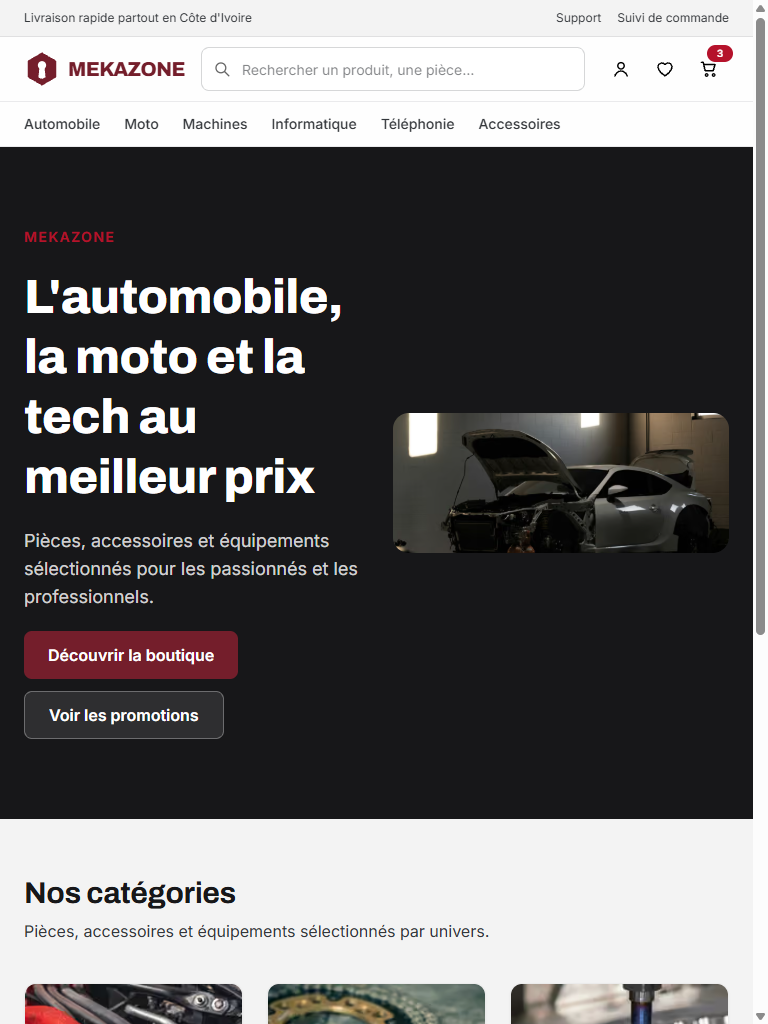 Livraison rapide partout en Côte d'Ivoire
Support
Suivi de commande
MEKAZONE
Rechercher un produit, une pièce...
3
Automobile
Moto
Machines
Informatique
Téléphonie
Accessoires
MEKAZONE
L'automobile,
la moto et la
tech au
meilleur prix
Pièces, accessoires et équipements
sélectionnés pour les passionnés et les
professionnels.
Découvrir la boutique
Voir les promotions
Nos catégories
Pièces, accessoires et équipements sélectionnés par univers.